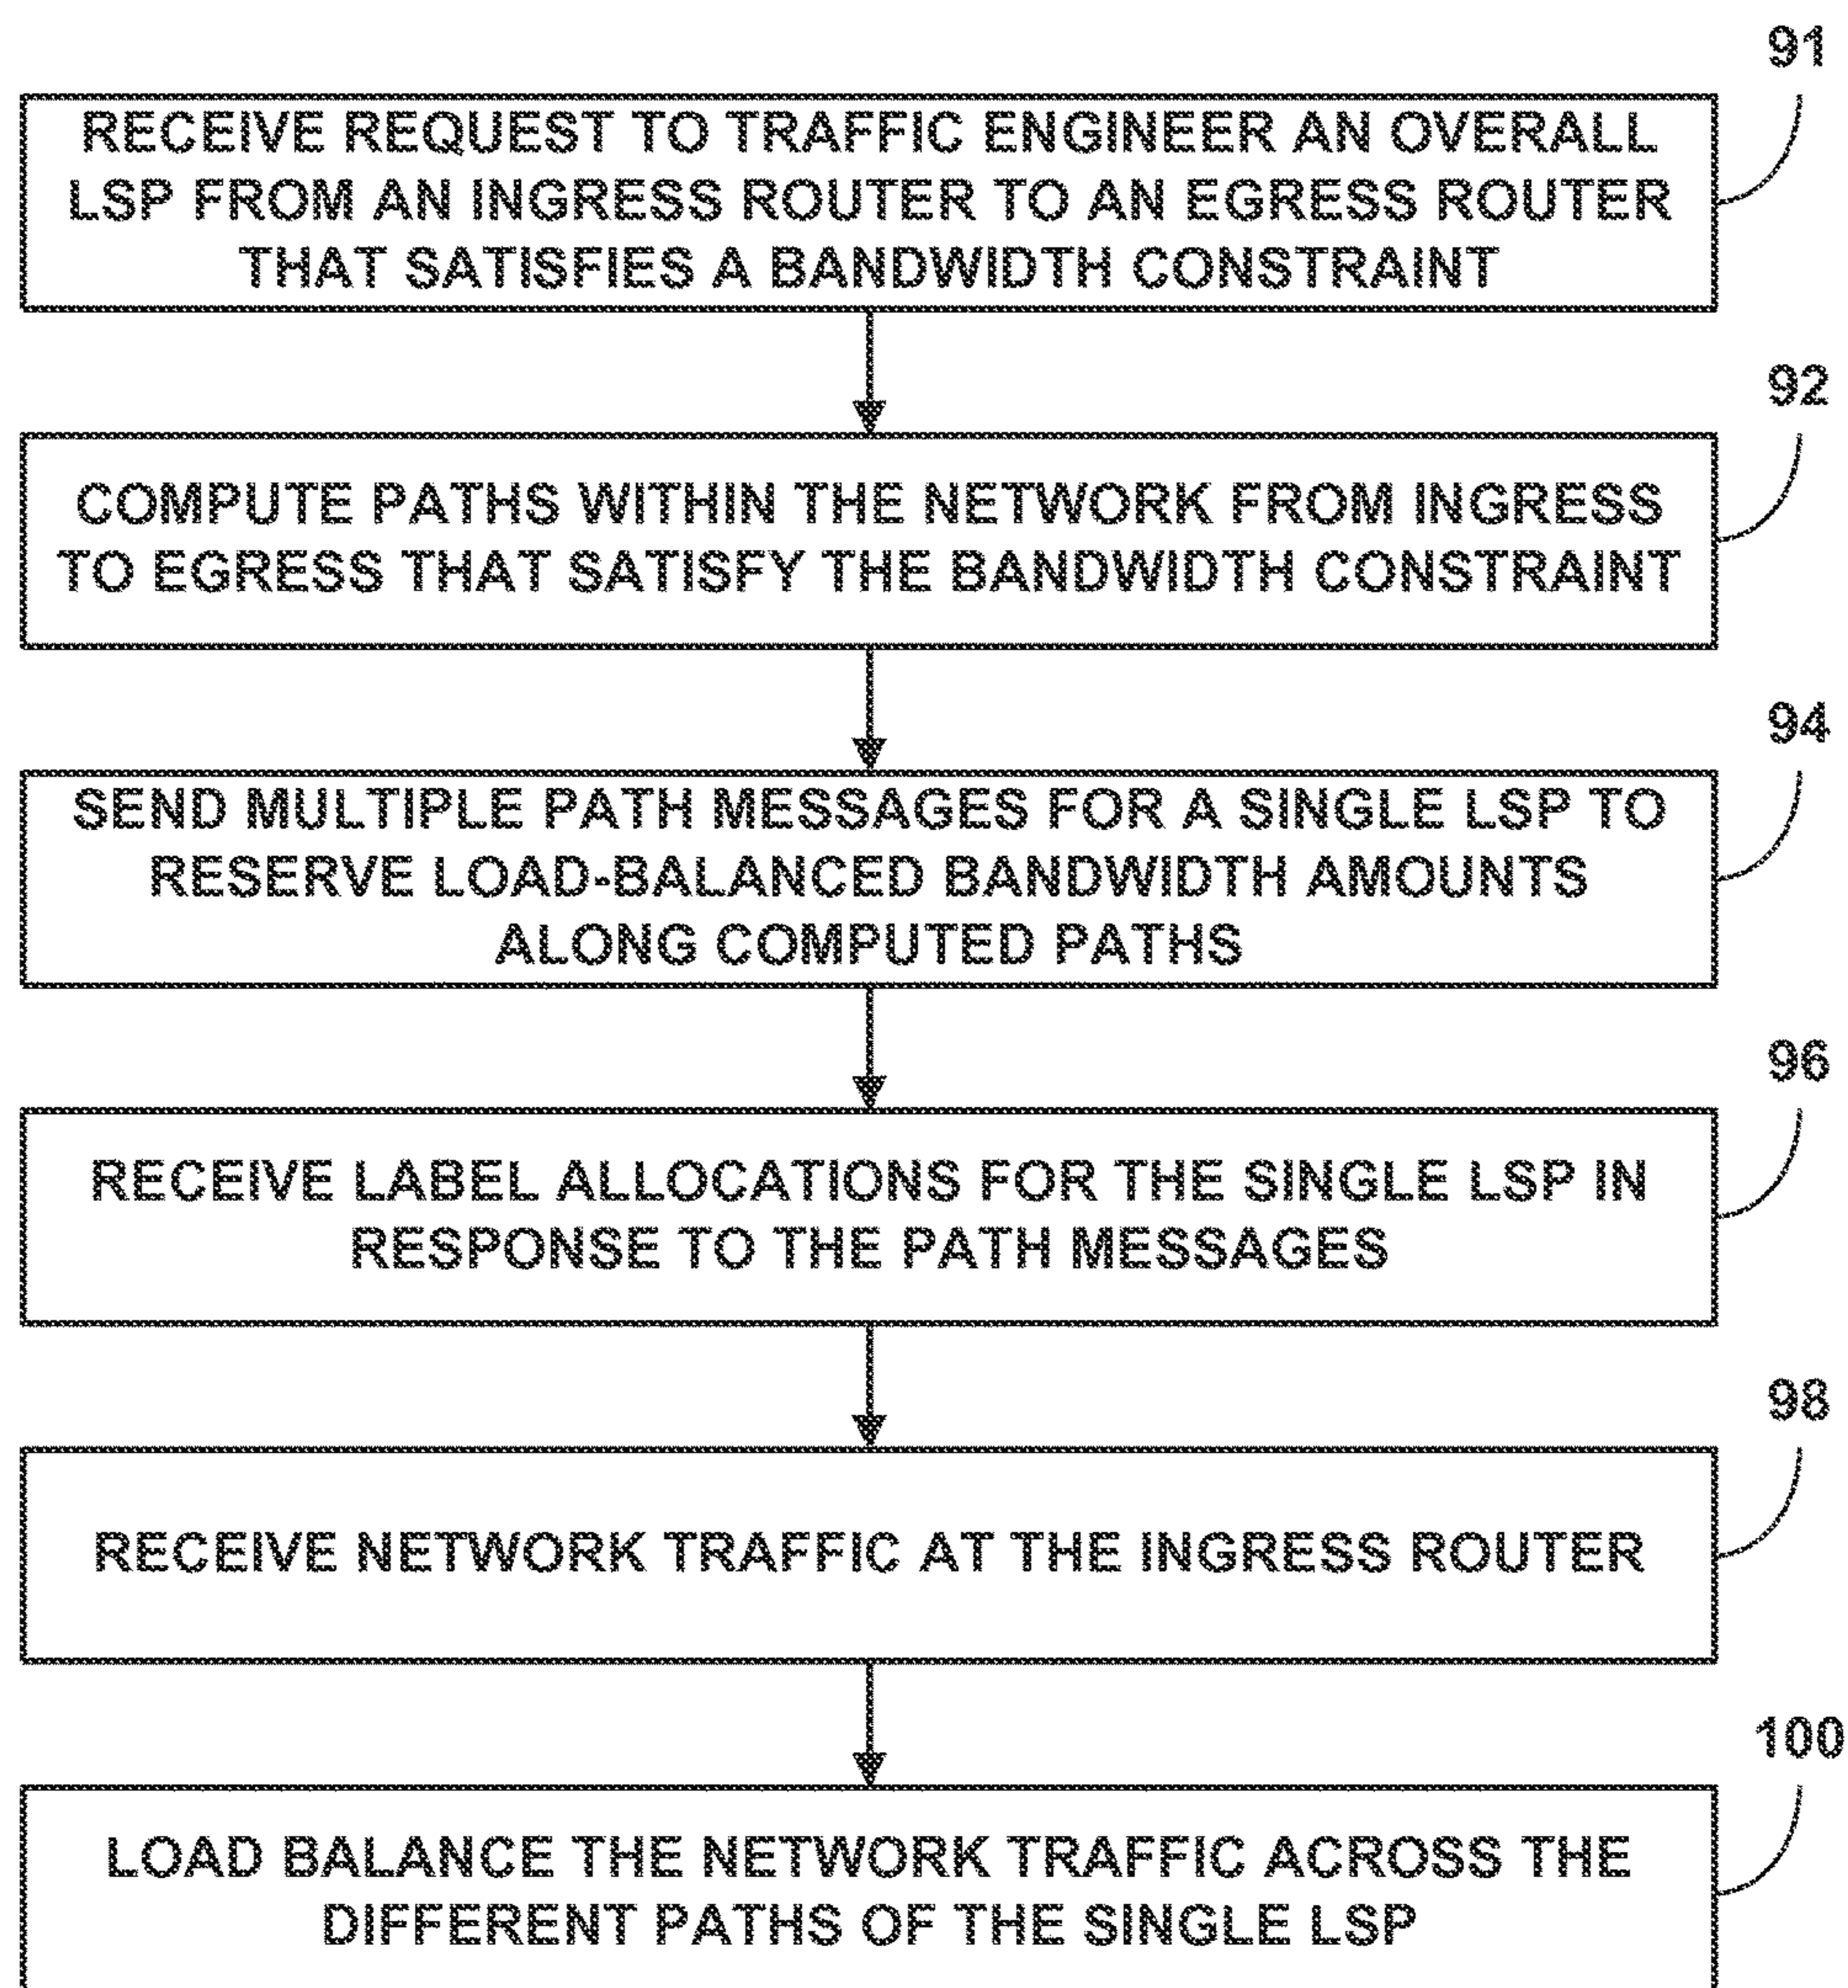 91
RECEIVE REQUEST TO TRAFFIC ENGINEER AN OVERALL
LSP FROM AN INGRESS ROUTER TO AN EGRESS ROUTER
THAT SATISFIES A BANDWIDTH CONSTRAINT
92
COMPUTE PATHS WITHIN THE NETWORK FROM INGRESS
TO EGRESS THAT SATISFY THE BANDWIDTH CONSTRAINT
94
SEND MULTIPLE PATH MESSAGES FOR A SINGLE LSP TO
RESERVE LOAD-BALANCED BANDWIDTH AMOUNTS
ALONG COMPUTED PATHS
96
RECEIVE LABEL ALLOCATIONS FOR THE SINGLE LSP IN
RESPONSE TO THE PATH MESSAGES
98
RECEIVE NETWORK TRAFFIC AT THE INGRESS ROUTER
100
LOAD BALANCE THE NETWORK TRAFFIC ACROSS THE
DIFFERENT PATHS OF THE SINGLE LSP